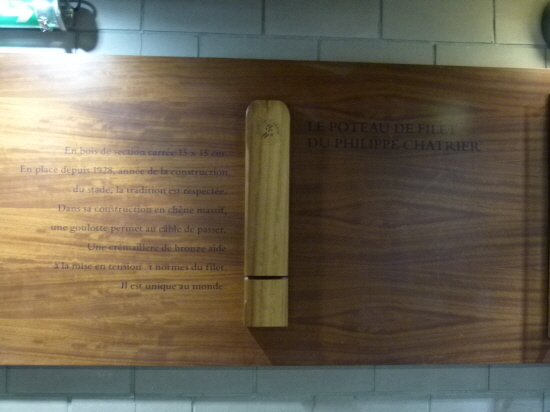 LE POTEAU DE FILET
DU PHILIPPE CHATRIER
En bois de section carrée 15 x 15 cm
En place depuis 1928, année de la construction
du stade, la tradition est respectée.
Dans sa construction en chêne massif,
une goulotte permet au câble de passer.
Une crémaillère de bronze aide
à la mise en tension normes du filet.
Il est unique au monde.